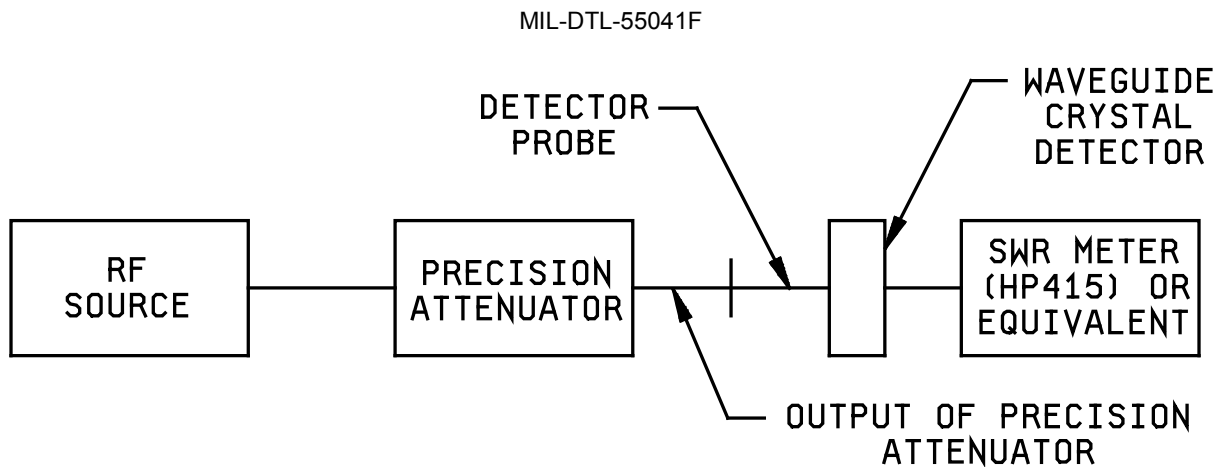 MIL-DTL-55041F
DETECTOR
PROBE
WAVEGUIDE
CRYSTAL
DETECTOR
RF
SOURCE
PRECISION
ATTENUATOR
SWR METER
(HP415) OR
EQUIVALENT
OUTPUT OF PRECISION
ATTENUATOR